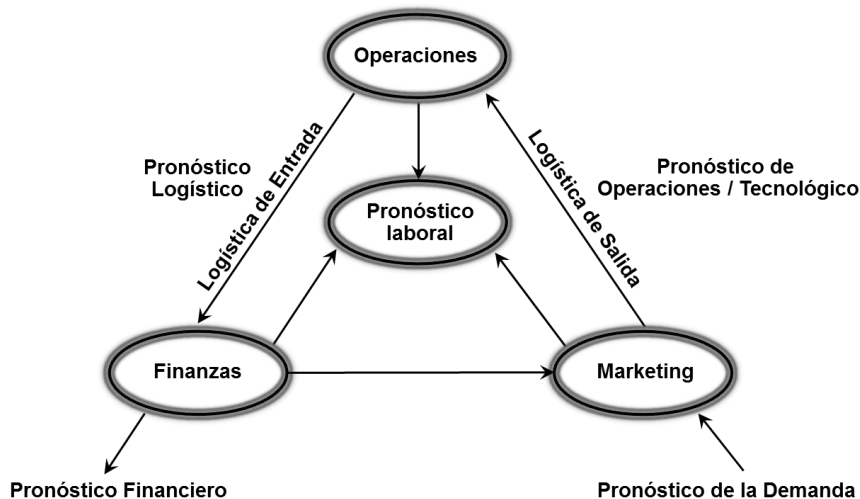 Operaciones
Logística de Entrada
Logística de Salida
Pronóstico
Logístico
Pronóstico de
Operaciones / Tecnológico
Pronóstico
laboral
Finanzas
Marketing
Pronóstico Financiero
Pronóstico de la Demanda